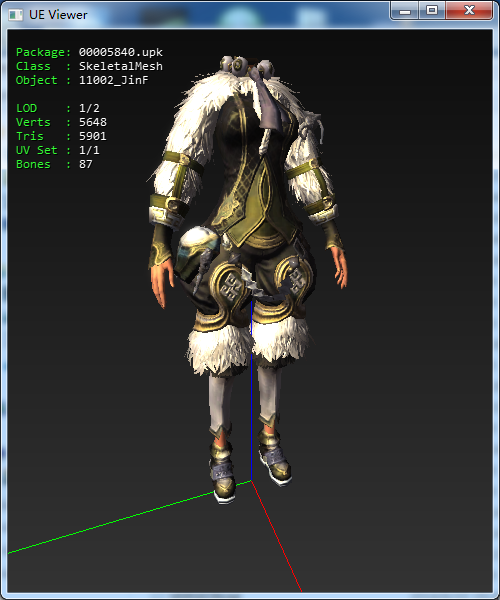 UE Viewer
Package: 00005840.upk
Class : SkeletalMesh
Object : 11002_JinF
LOD : 1/2
Verts : 5648
Tris : 5901
UV Set : 1/1
Bones : 87